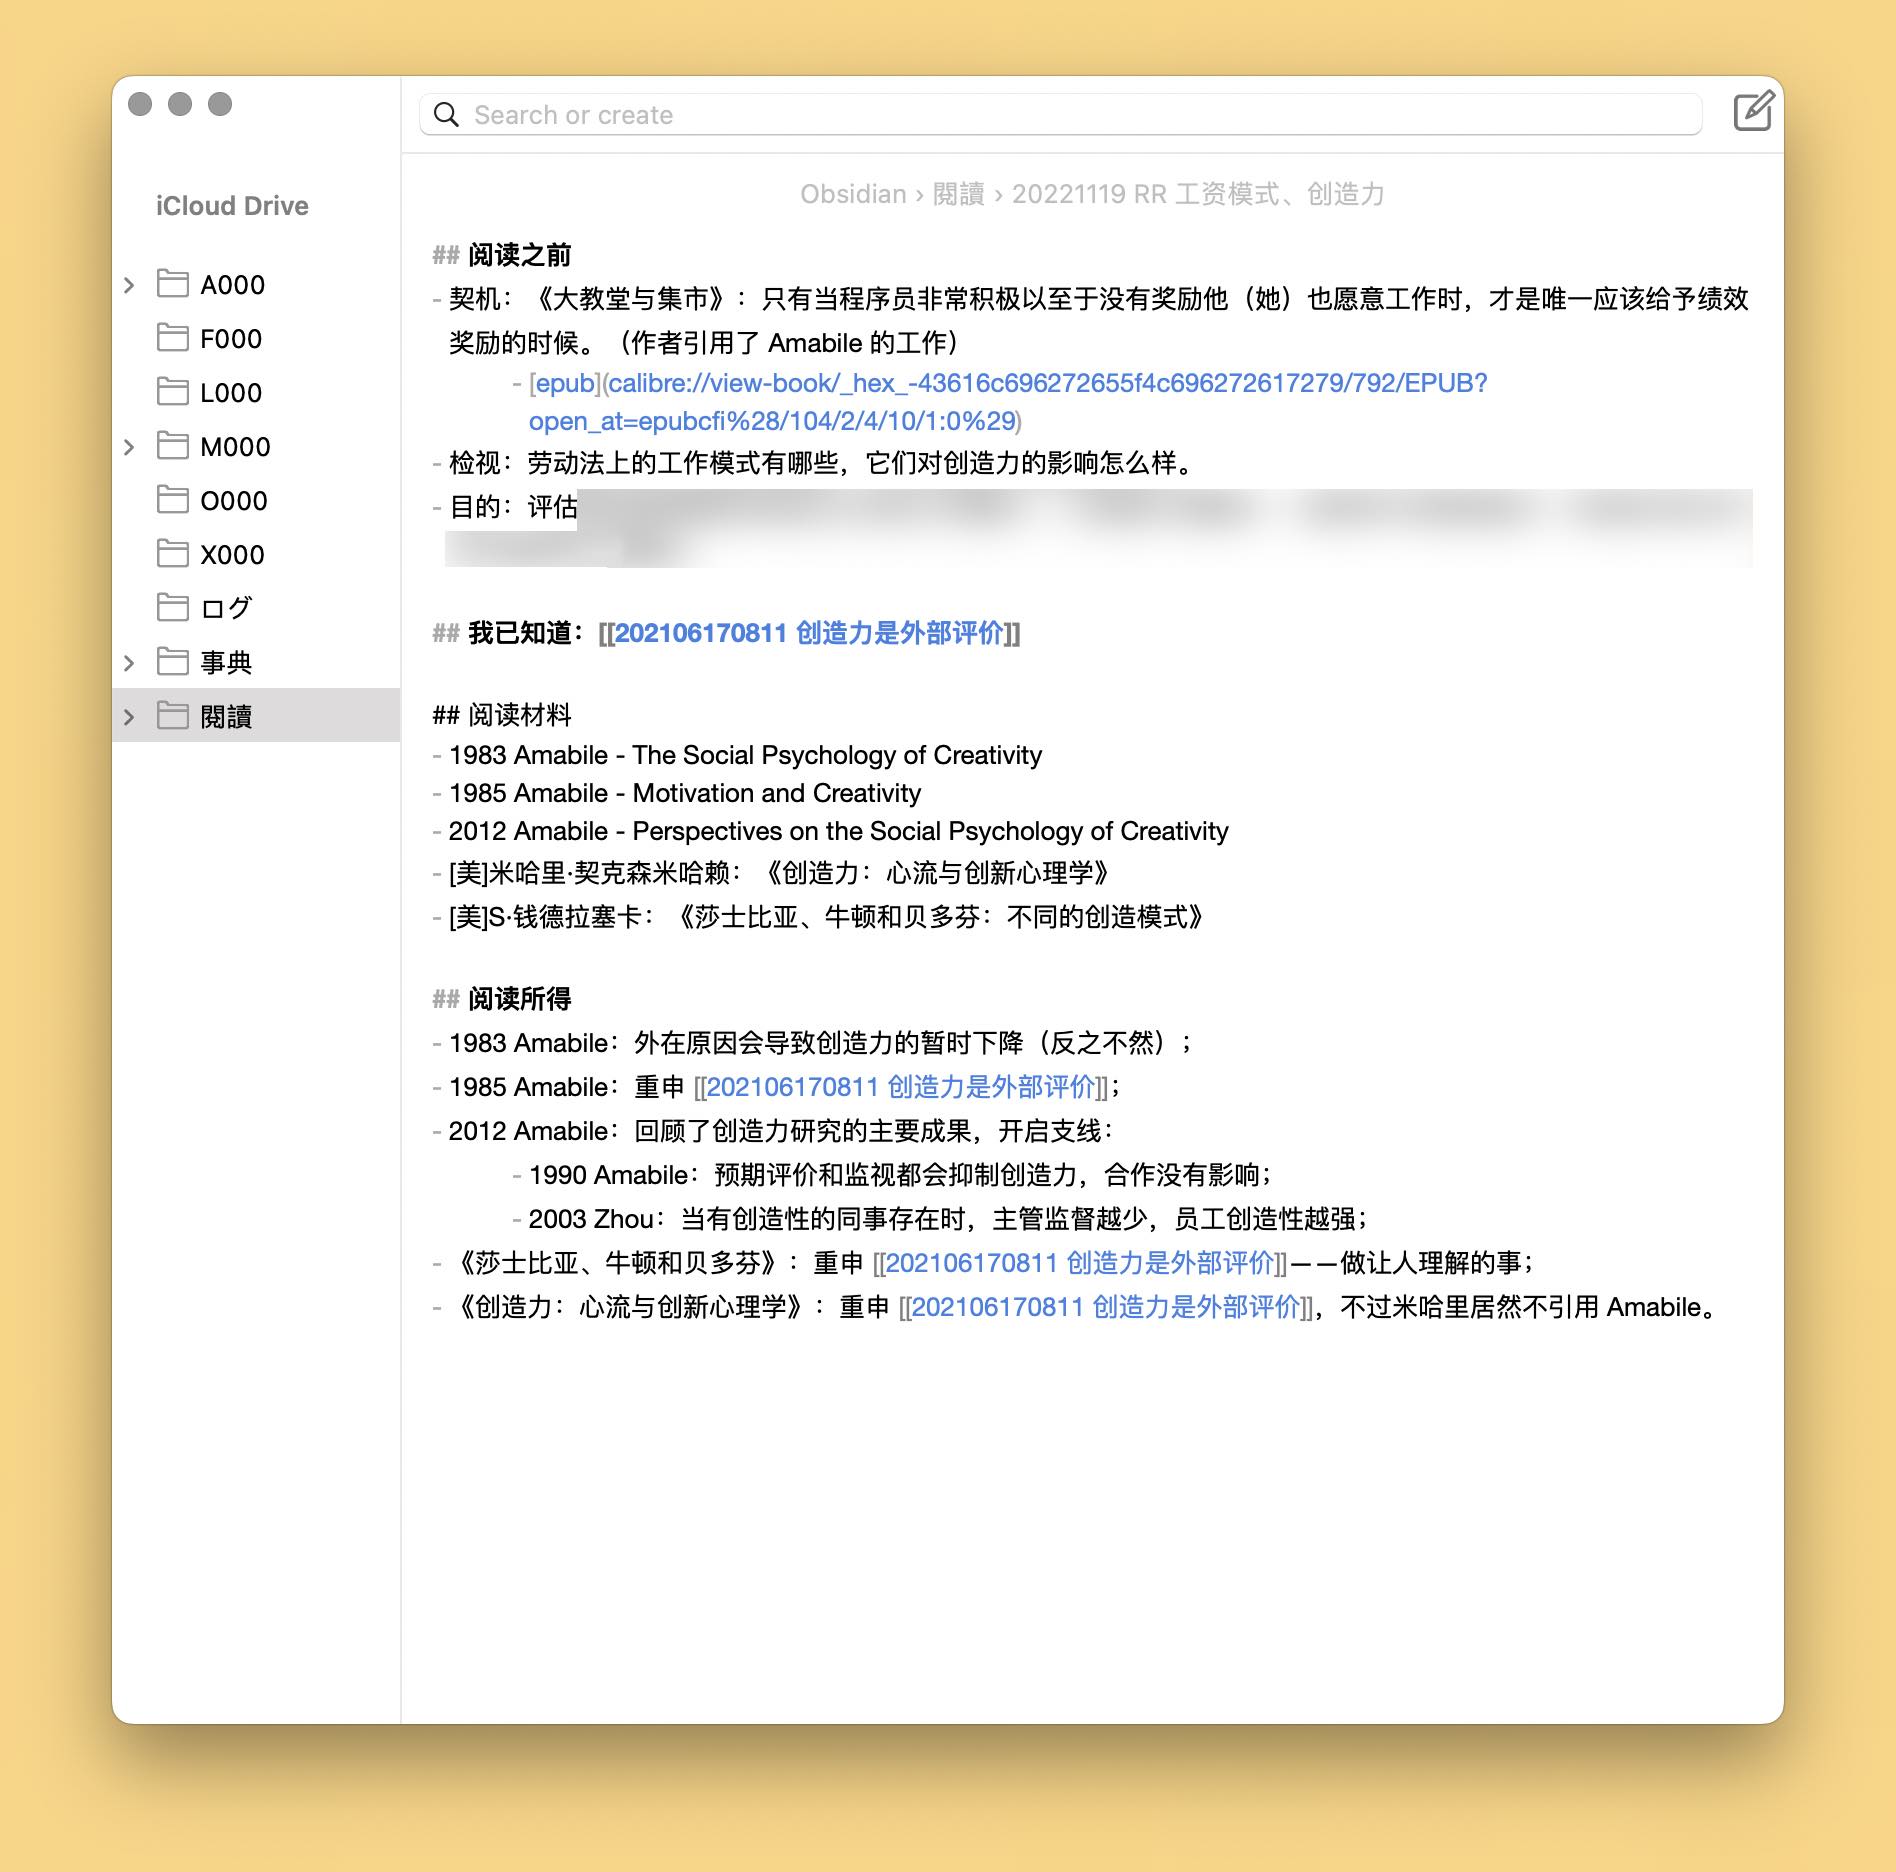 Search or create
iCloud Drive
A000
F000
L000
M000
O000
X000
ログ
事典
閱讀
Obsidian › 閱讀 › 20221119 RR 工资模式、创造力
## 阅读之前
- 契机：《大教堂与集市》：只有当程序员非常积极以至于没有奖励他（她）也愿意工作时，才是唯一应该给予绩效
奖励的时候。（作者引用了 Amabile 的工作）
- [epub](calibre://view-book/_hex_-43616c696272655f4c696272617279/792/EPUB?
open_at=epubcfi%28/104/2/4/10/1:0%29)
- 检视：劳动法上的工作模式有哪些，它们对创造力的影响怎么样。
- 目的：评估
## 我已知道：[[202106170811 创造力是外部评价]]
## 阅读材料
- 1983 Amabile - The Social Psychology of Creativity
- 1985 Amabile - Motivation and Creativity
- 2012 Amabile - Perspectives on the Social Psychology of Creativity
- [美]米哈里·契克森米哈赖：《创造力：心流与创新心理学》
- [美]S·钱德拉塞卡：《莎士比亚、牛顿和贝多芬：不同的创造模式》
## 阅读所得
- 1983 Amabile：外在原因会导致创造力的暂时下降（反之不然）；
- 1985 Amabile：重申 [[202106170811 创造力是外部评价]]；
- 2012 Amabile：回顾了创造力研究的主要成果，开启支线：
- 1990 Amabile：预期评价和监视都会抑制创造力，合作没有影响；
- 2003 Zhou：当有创造性的同事存在时，主管监督越少，员工创造性越强；
- 《莎士比亚、牛顿和贝多芬》：重申 [[202106170811 创造力是外部评价]]——做让人理解的事；
- 《创造力：心流与创新心理学》：重申 [[202106170811 创造力是外部评价]]，不过米哈里居然不引用 Amabile。